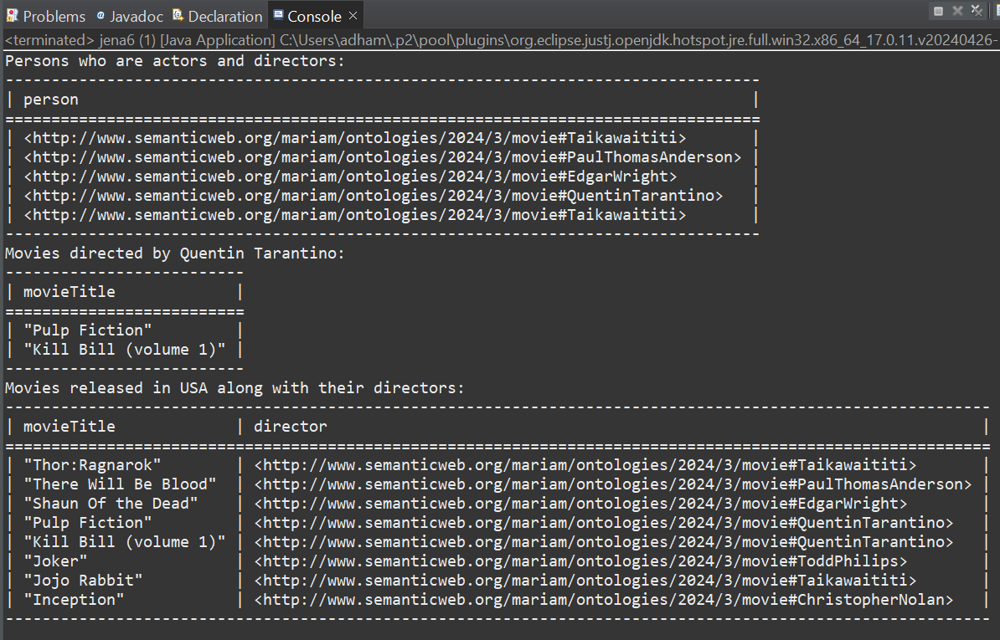 Problems Javadoc Declaration Console
<terminated> jena6 (1) [Java Application] C:\Users\adham\.p2\pool\plugins\org.eclipse.justj.openjdk.hotspot.jre.full.win32.x86_64_17.0.11.v20240426-
Persons who are actors and directors:
----------------------------------------------------------------------------------
| person                                                                         |
==================================================================================
| <http://www.semanticweb.org/mariam/ontologies/2024/3/movie#Taikawaititi>       |
| <http://www.semanticweb.org/mariam/ontologies/2024/3/movie#PaulThomasAnderson> |
| <http://www.semanticweb.org/mariam/ontologies/2024/3/movie#EdgarWright>        |
| <http://www.semanticweb.org/mariam/ontologies/2024/3/movie#QuentinTarantino>   |
| <http://www.semanticweb.org/mariam/ontologies/2024/3/movie#Taikawaititi>       |
----------------------------------------------------------------------------------
Movies directed by Quentin Tarantino:
--------------------------
| movieTitle             |
==========================
| "Pulp Fiction"         |
| "Kill Bill (volume 1)" |
--------------------------
Movies released in USA along with their directors:
-----------------------------------------------------------------------------------------------------------
| movieTitle             | director                                                                       |
===========================================================================================================
| "Thor:Ragnarok"        | <http://www.semanticweb.org/mariam/ontologies/2024/3/movie#Taikawaititi>       |
| "There Will Be Blood"  | <http://www.semanticweb.org/mariam/ontologies/2024/3/movie#PaulThomasAnderson> |
| "Shaun Of the Dead"    | <http://www.semanticweb.org/mariam/ontologies/2024/3/movie#EdgarWright>        |
| "Pulp Fiction"         | <http://www.semanticweb.org/mariam/ontologies/2024/3/movie#QuentinTarantino>   |
| "Kill Bill (volume 1)" | <http://www.semanticweb.org/mariam/ontologies/2024/3/movie#QuentinTarantino>   |
| "Joker"                | <http://www.semanticweb.org/mariam/ontologies/2024/3/movie#ToddPhilips>        |
| "Jojo Rabbit"          | <http://www.semanticweb.org/mariam/ontologies/2024/3/movie#Taikawaititi>       |
| "Inception"            | <http://www.semanticweb.org/mariam/ontologies/2024/3/movie#ChristopherNolan>   |
-----------------------------------------------------------------------------------------------------------